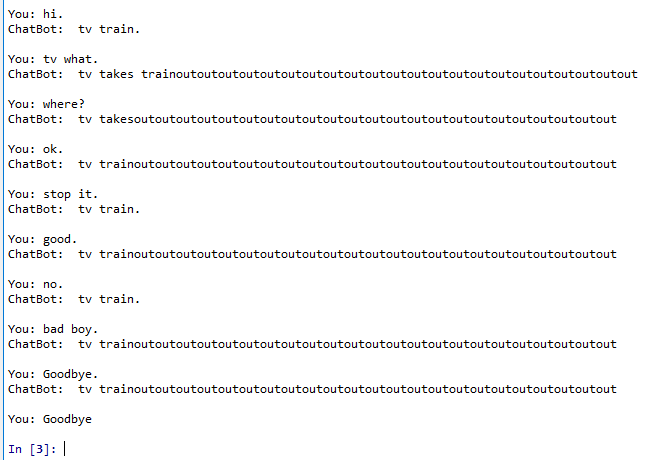 You: hi.
ChatBot:  tv train.
You: tv what.
ChatBot:  tv takes trainoutoutoutoutoutoutoutoutoutoutoutoutoutoutoutoutoutoutoutoutoutout
You: where?
ChatBot:  tv takesoutoutoutoutoutoutoutoutoutoutoutoutoutoutoutoutoutoutoutoutoutoutout
You: ok.
ChatBot:  tv trainoutoutoutoutoutoutoutoutoutoutoutoutoutoutoutoutoutoutoutoutoutoutout
You: stop it.
ChatBot:  tv train.
You: good.
ChatBot:  tv trainoutoutoutoutoutoutoutoutoutoutoutoutoutoutoutoutoutoutoutoutoutoutout
You: no.
ChatBot:  tv train.
You: bad boy.
ChatBot:  tv trainoutoutoutoutoutoutoutoutoutoutoutoutoutoutoutoutoutoutoutoutoutoutout
You: Goodbye.
ChatBot:  tv trainoutoutoutoutoutoutoutoutoutoutoutoutoutoutoutoutoutoutoutoutoutoutout
You: Goodbye
In [3]: